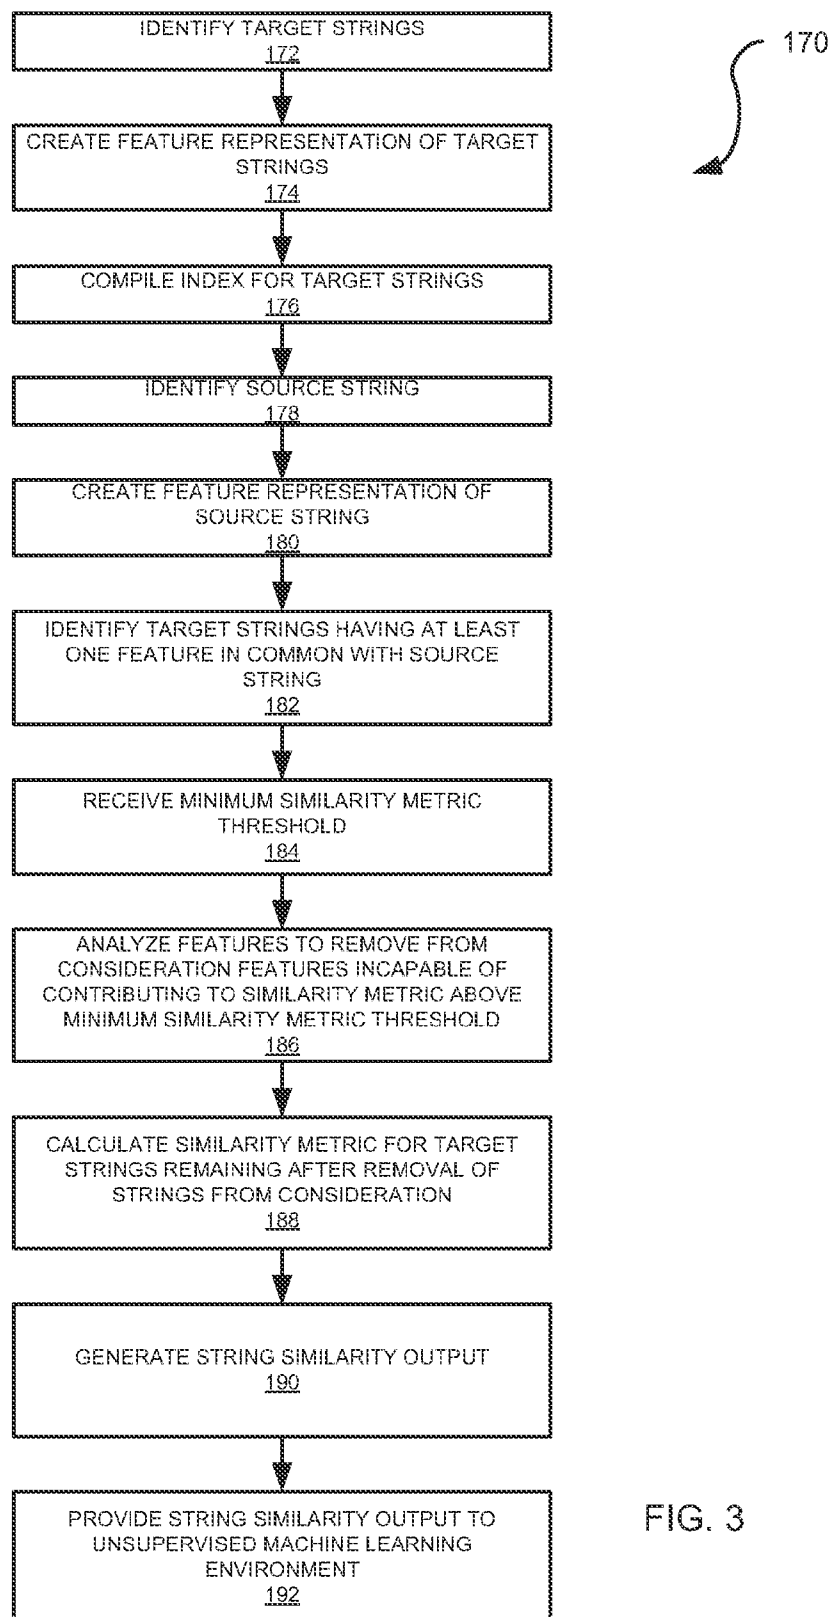 IDENTIFY TARGET STRINGS
172
170
CREATE FEATURE REPRESENTATION OF TARGET
STRINGS
174
COMPILE INDEX FOR TARGET STRINGS
176
IDENTIFY SOURCE STRING
178
CREATE FEATURE REPRESENTATION OF
SOURCE STRING
180
IDENTIFY TARGET STRINGS HAVING AT LEAST
ONE FEATURE IN COMMON WITH SOURCE
STRING
182
RECEIVE MINIMUM SIMILARITY METRIC
THRESHOLD
184
ANALYZE FEATURES TO REMOVE FROM
CONSIDERATION FEATURES INCAPABLE OF
CONTRIBUTING TO SIMILARITY METRIC ABOVE
MINIMUM SIMILARITY METRIC THRESHOLD
186
CALCULATE SIMILARITY METRIC FOR TARGET
STRINGS REMAINING AFTER REMOVAL OF
STRINGS FROM CONSIDERATION
188
GENERATE STRING SIMILARITY OUTPUT
190
PROVIDE STRING SIMILARITY OUTPUT TO
UNSUPERVISED MACHINE LEARNING
ENVIRONMENT
192
FIG. 3